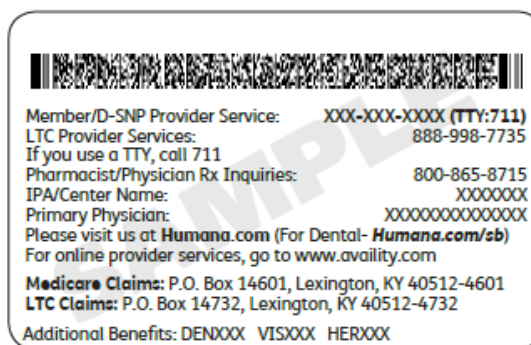 Member/D-SNP Provider Service: XXX-XXX-XXXX (TTY:711)
LTC Provider Services: 888-998-7735
If you use a TTY, call 711
Pharmacist/Physician Rx Inquiries: 800-865-8715
IPA/Center Name: XXXXXXX
Primary Physician: XXXXXXXXXXXXXX
Please visit us at Humana.com (For Dental- Humana.com/sb)
For online provider services, go to www.availity.com
Medicare Claims: P.O. Box 14601, Lexington, KY 40512-4601
LTC Claims: P.O. Box 14732, Lexington, KY 40512-4732
Additional Benefits: DENXXX VISXXX HERXXX
SAMPLE